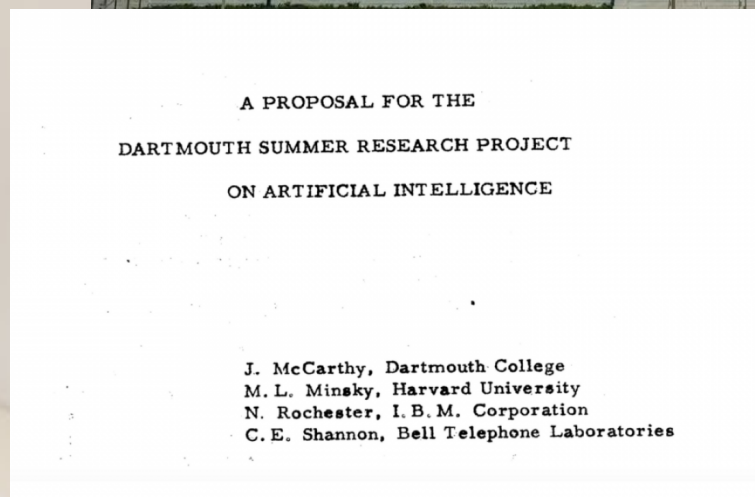 A PROPOSAL FOR THE
DARTMOUTH SUMMER RESEARCH PROJECT
ON ARTIFICIAL INTELLIGENCE
J. McCarthy, Dartmouth College
M. L. Minsky, Harvard University
N. Rochester, I. B. M. Corporation
C. E. Shannon, Bell Telephone Laboratories